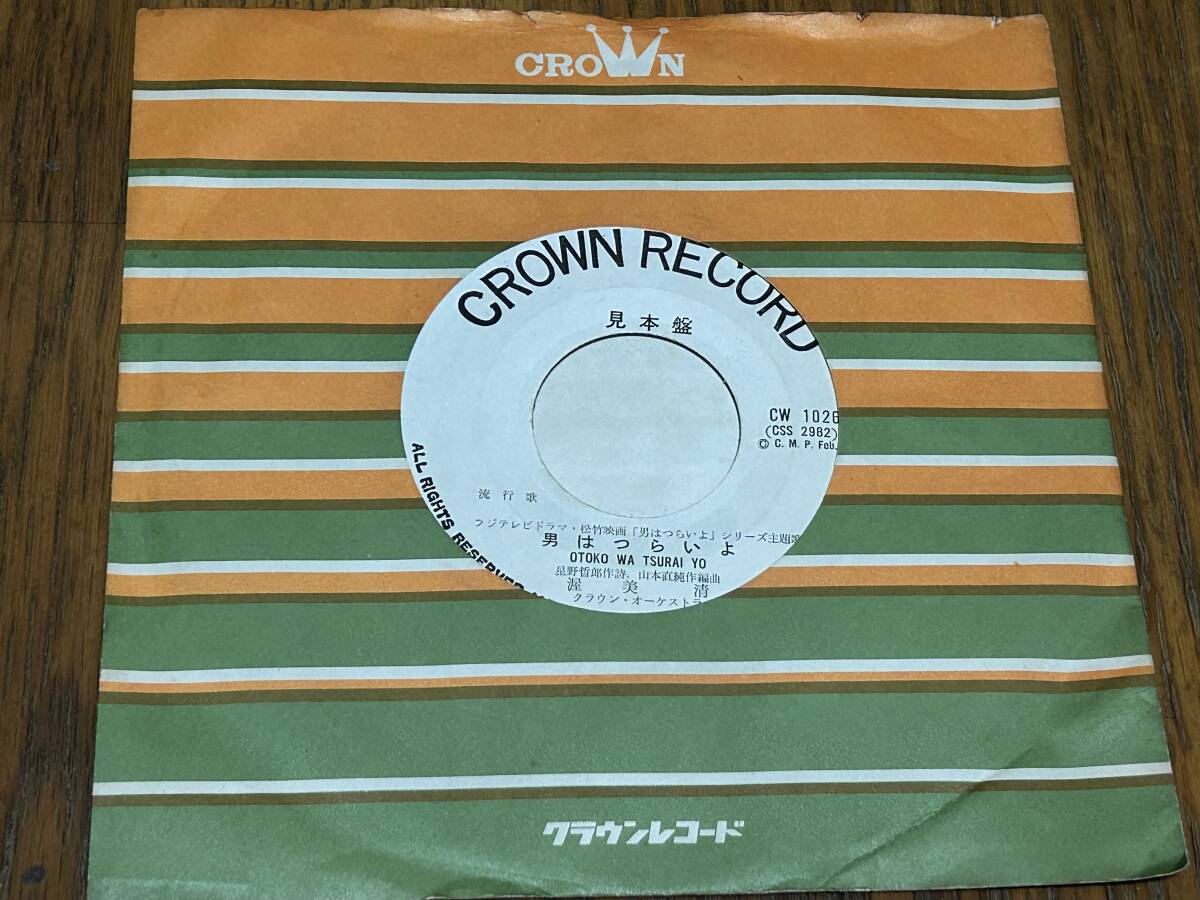 CROWN
CROWN RECORD
見本盤
CW 1026
(CSS 2982)
© C. M. P. Feb.
ALL RIGHTS RESERVED
流行歌
フジテレビドラマ・松竹映画「男はつらいよ」シリーズ主題歌
男はつらいよ
OTOKO WA TSURAI YO
星野哲郎作詩, 山本直純作編曲
渥美清
クラウン・オーケストラ
クラウンレコード